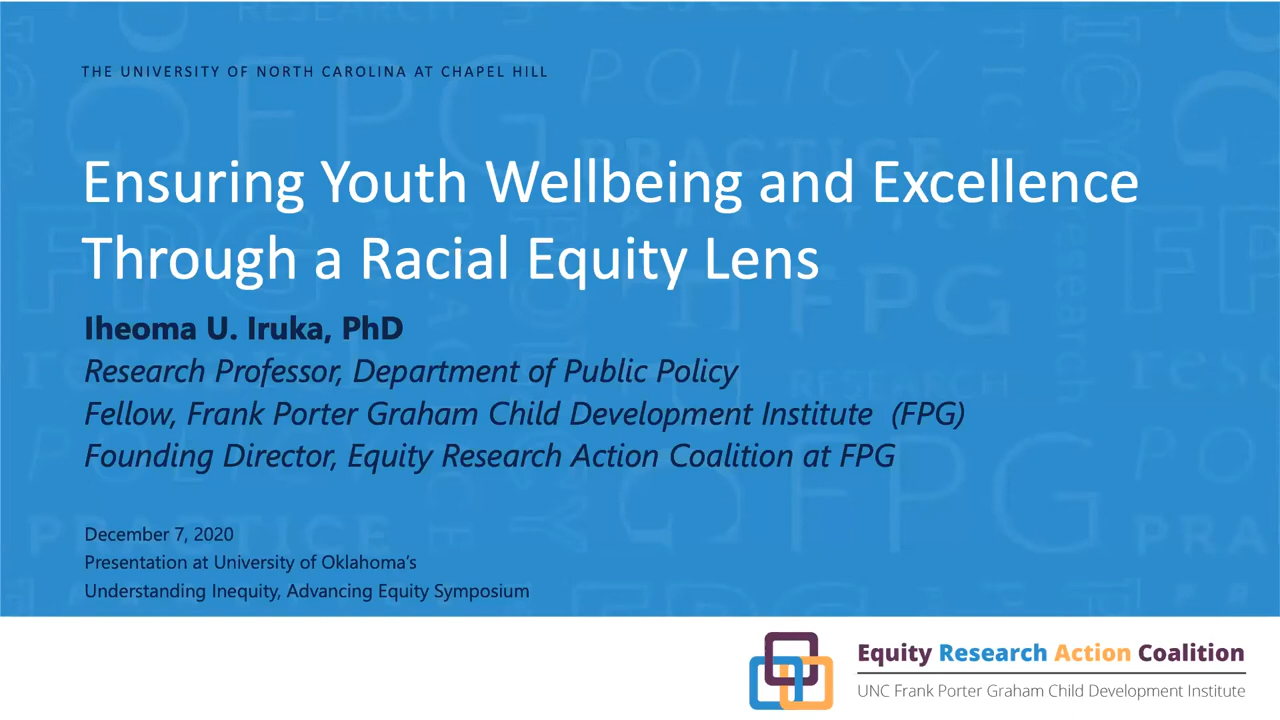 THE UNIVERSITY OF NORTH CAROLINA AT CHAPEL HILL
Ensuring Youth Wellbeing and Excellence
Through a Racial Equity Lens
Iheoma U. Iruka, PhD
Research Professor, Department of Public Policy
Fellow, Frank Porter Graham Child Development Institute (FPG)
Founding Director, Equity Research Action Coalition at FPG
December 7, 2020
Presentation at University of Oklahoma's
Understanding Inequity, Advancing Equity Symposium
Equity Research Action Coalition
UNC Frank Porter Graham Child Development Institute